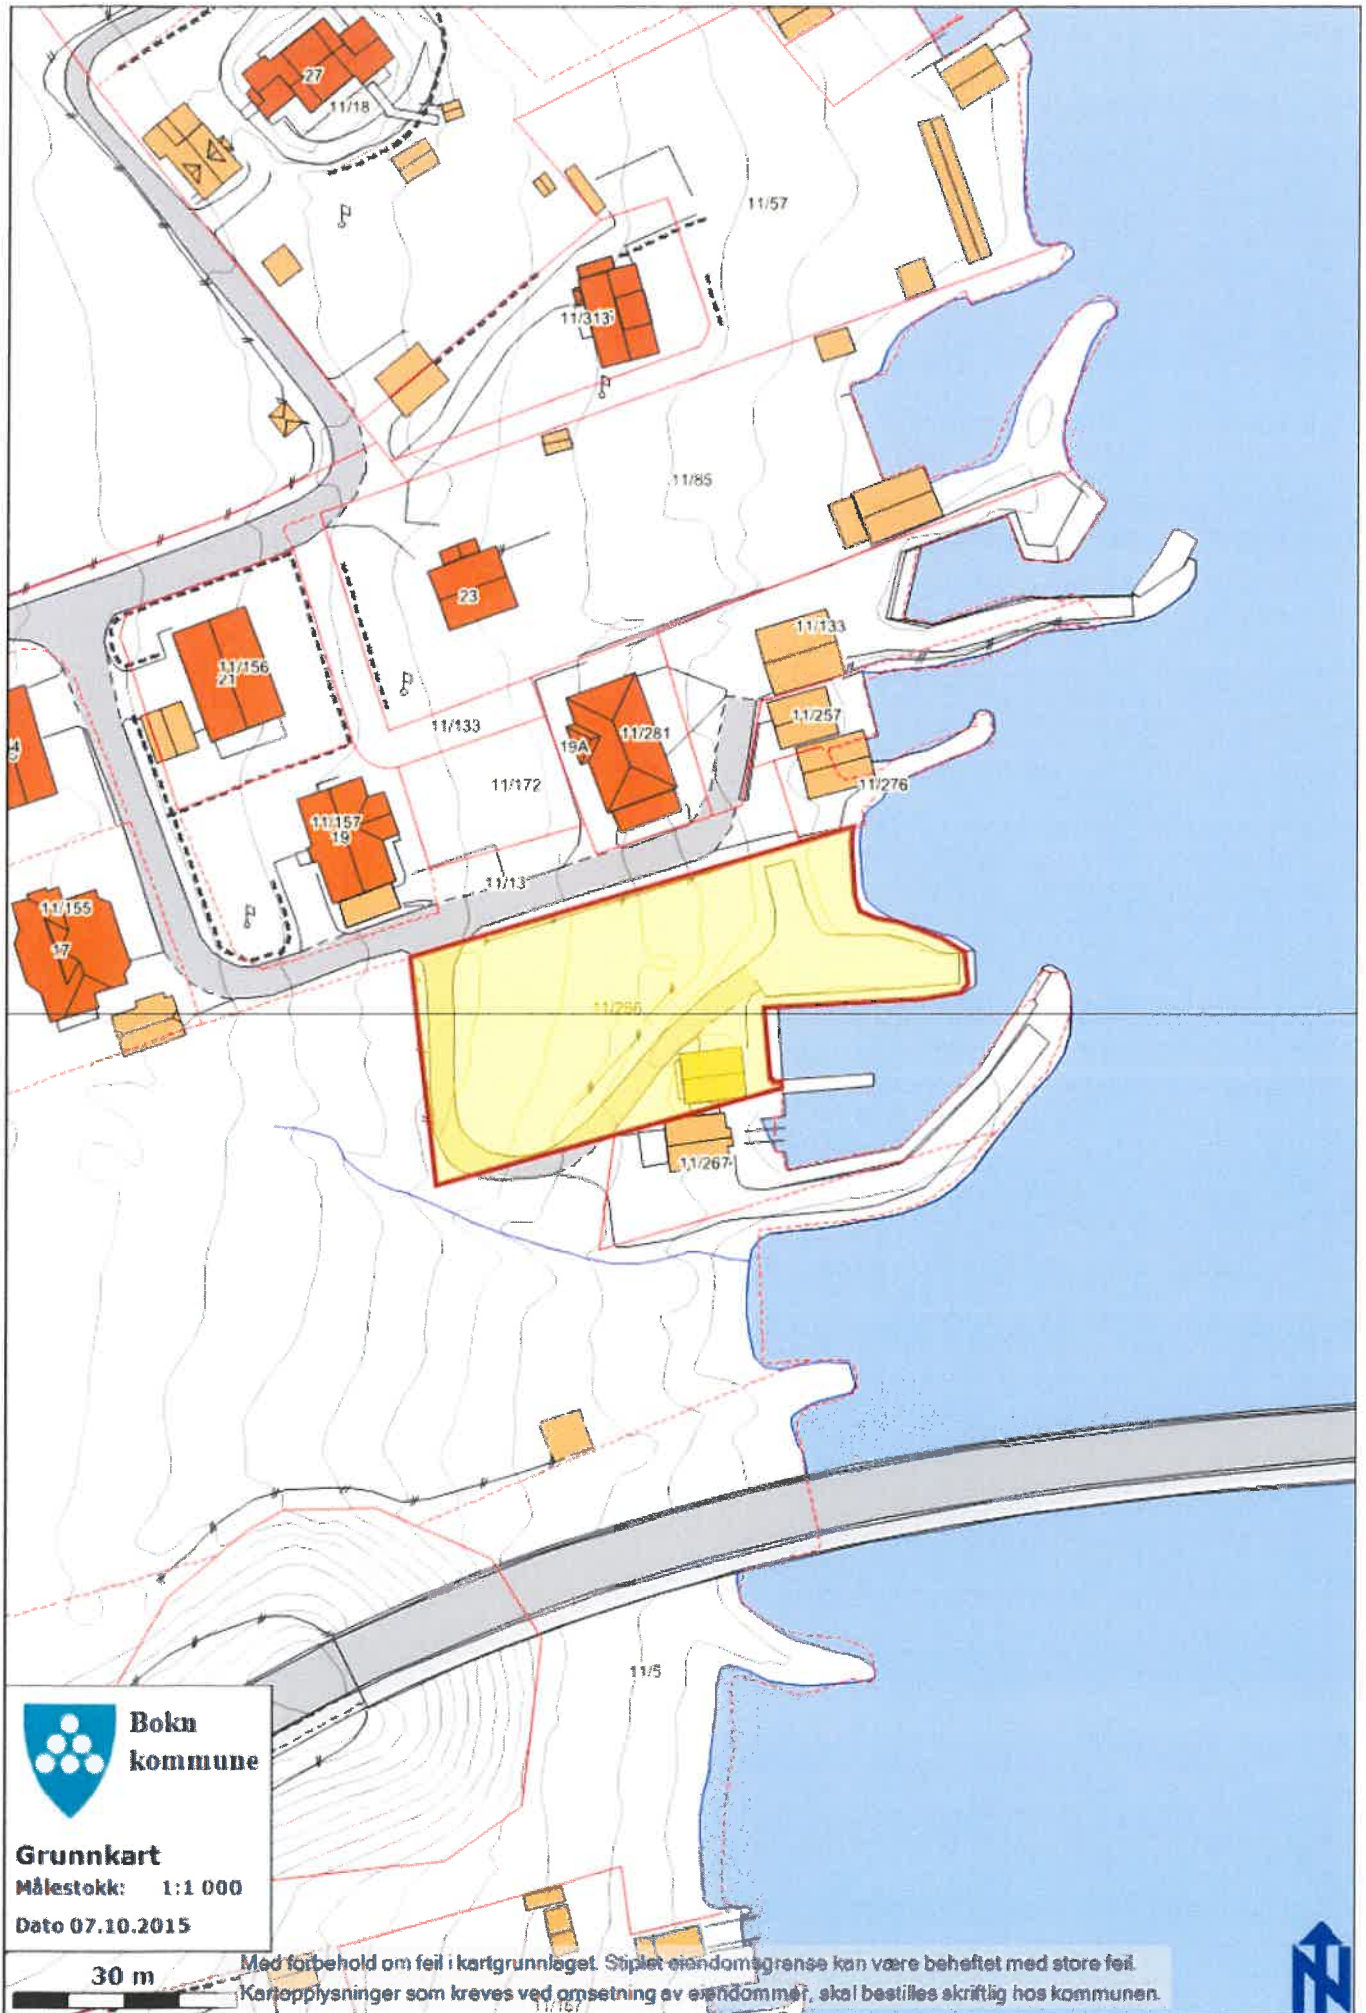 27
11/18
11/57
11/313
11/85
23
11/133
11/156
21
11/133
11/257
19A
11/281
11/172
11/276
11/157
19
11/13
11/155
17
11/266
11/267
11/5
Bokn
kommune
Grunnkart
Målestokk: 1:1 000
Dato 07.10.2015
30 m
Med forbehold om feil i kartgrunnlaget. Stiplet eiendomsgrense kan være beheftet med store feil.
Kartopplysninger som kreves ved omsetning av eiendommer, skal bestilles skriftlig hos kommunen.
11/167
N